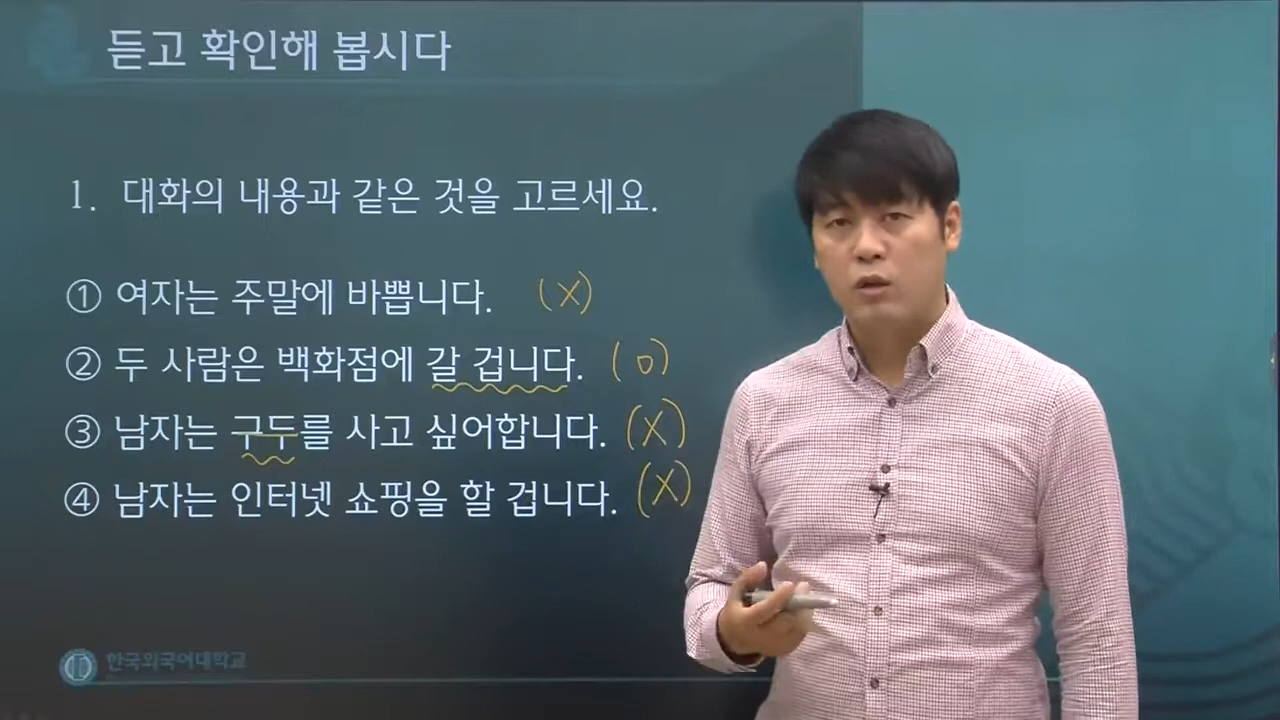 듣고 확인해 봅시다
1. 대화의 내용과 같은 것을 고르세요.
① 여자는 주말에 바쁩니다. (X)
② 두 사람은 백화점에 갈 겁니다. (O)
③ 남자는 구두를 사고 싶어합니다. (X)
④ 남자는 인터넷 쇼핑을 할 겁니다. (X)
한국외국어대학교